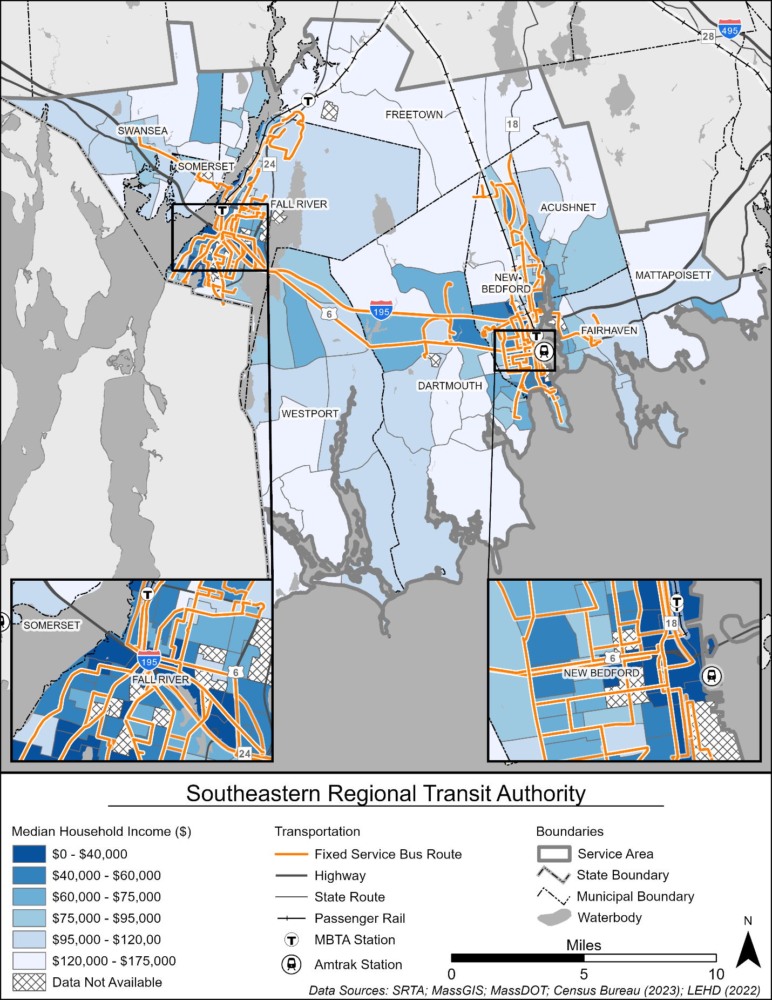 495
28
FREETOWN
18
SWANSEA
SOMERSET
24
FALL RIVER
ACUSHNET
MATTAPOISETT
NEW
BEDFORD
195
6
FAIRHAVEN
DARTMOUTH
WESTPORT
T
T
T
T
SOMERSET
195
FALL RIVER
6
24
T
18
6
NEW BEDFORD
Southeastern Regional Transit Authority
Median Household Income ($)
$0 - $40,000
$40,000 - $60,000
$60,000 - $75,000
$75,000 - $95,000
$95,000 - $120,00
$120,000 - $175,000
Data Not Available
Transportation
Fixed Service Bus Route
Highway
State Route
Passenger Rail
T MBTA Station
Amtrak Station
Boundaries
Service Area
State Boundary
Municipal Boundary
Waterbody
N
Miles
0 5 10
Data Sources: SRTA; MassGIS; MassDOT; Census Bureau (2023); LEHD (2022)